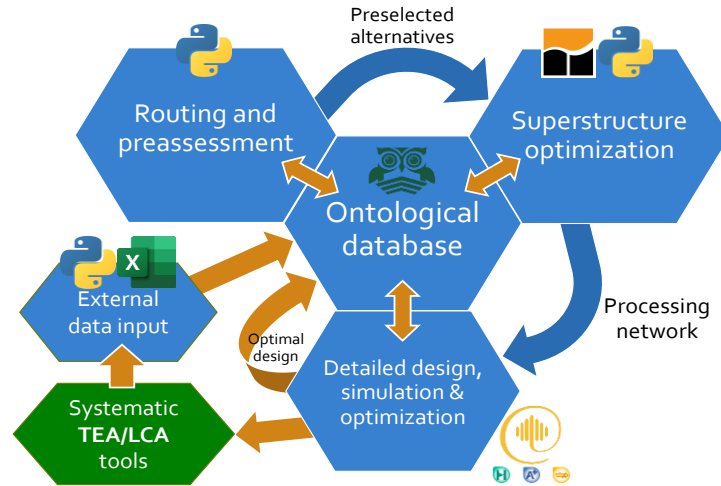 Preselected
alternatives
Routing and
preassessment
Superstructure
optimization
Ontological
database
X
External
data input
Optimal
design
Processing
network
Detailed design,
simulation &
optimization
Systematic
TEA/LCA
tools
H A+